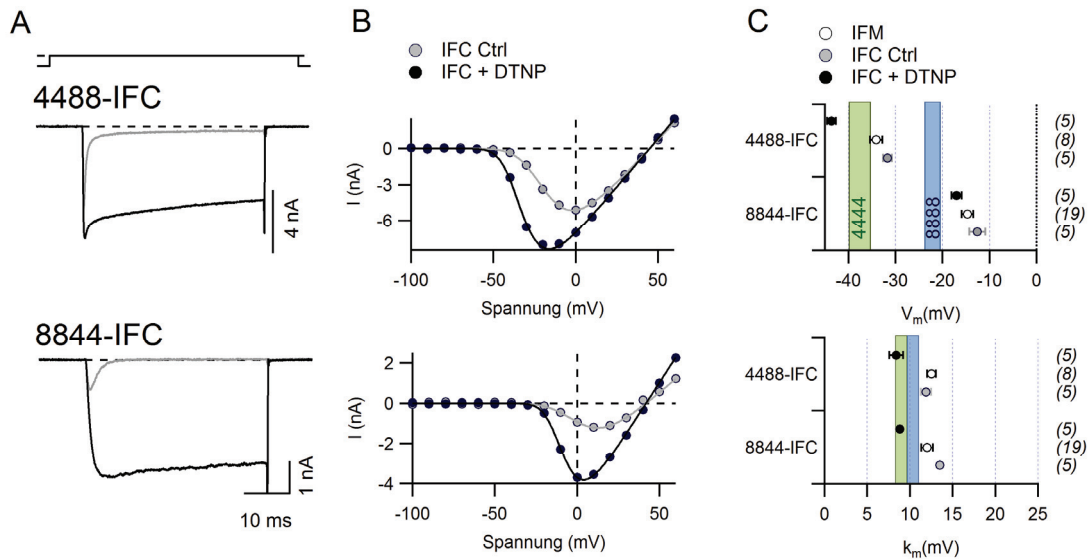 A
4488-IFC
4 nA
8844-IFC
1 nA
10 ms
B
IFC Ctrl
IFC + DTNP
0
-3
-6
I (nA)
-100
-50
0
50
Spannung (mV)
2
0
-2
-4
I (nA)
-100
-50
0
50
Spannung (mV)
C
IFM
IFC Ctrl
IFC + DTNP
4488-IFC
8844-IFC
4444
8888
(5)
(8)
(5)
(5)
(19)
(5)
-40
-30
-20
-10
0
Vm(mV)
4488-IFC
8844-IFC
(5)
(8)
(5)
(5)
(19)
(5)
0
5
10
15
20
25
km(mV)